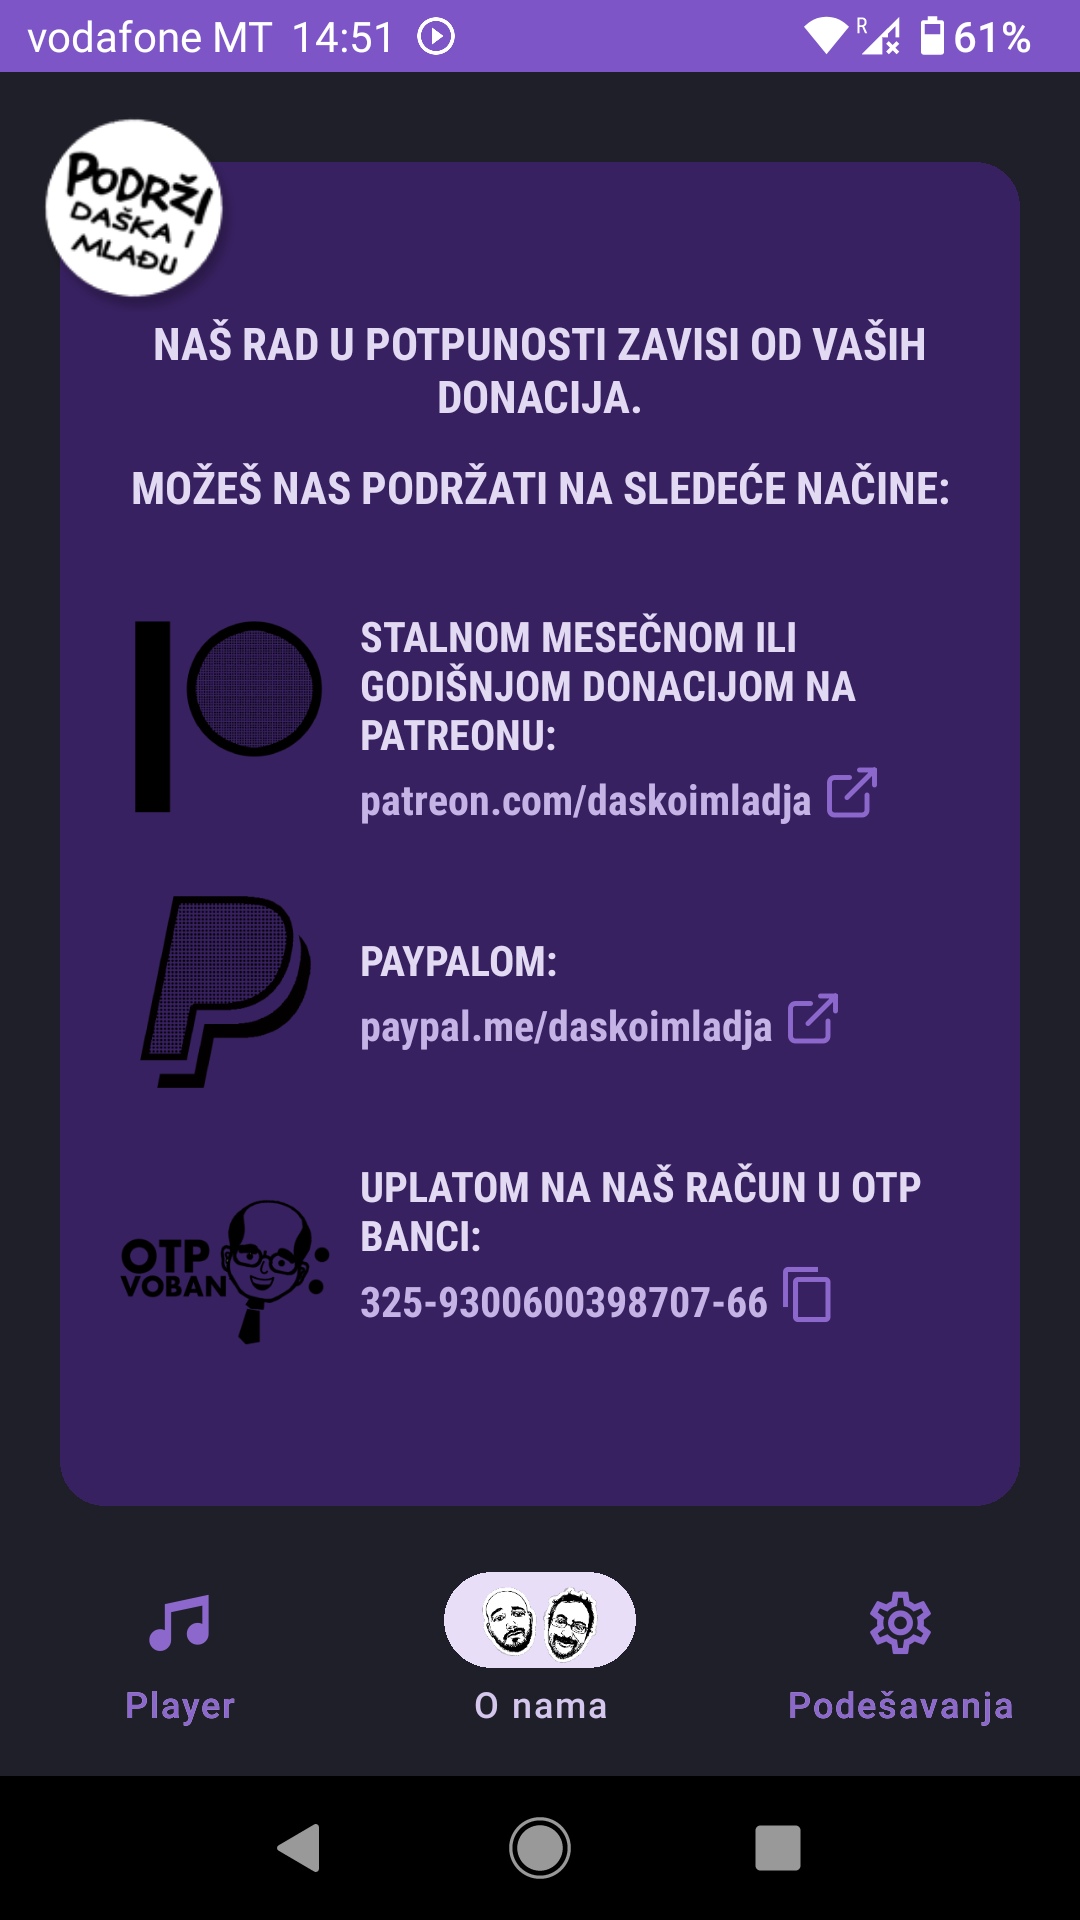 vodafone MT 14:51 R 61%
PODRŽI
DAŠKA I
MLAĐU
NAŠ RAD U POTPUNOSTI ZAVISI OD VAŠIH
DONACIJA.
MOŽEŠ NAS PODRŽATI NA SLEDEĆE NAČINE:
STALNOM MESEČNOM ILI
GODIŠNJOM DONACIJOM NA
PATREONU:
patreon.com/daskoimladja
PAYPALOM:
paypal.me/daskoimladja
OTP
VOBAN
UPLATOM NA NAŠ RAČUN U OTP
BANCI:
325-9300600398707-66
Player
O nama
Podešavanja